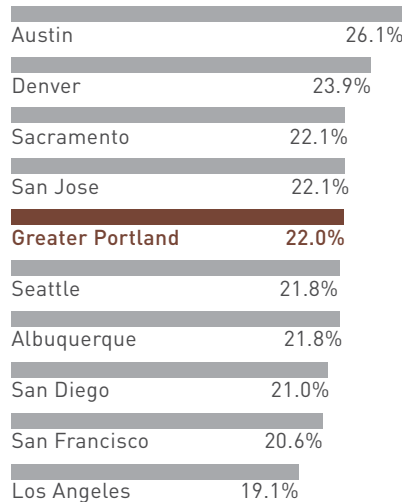 Austin 26.1%
Denver 23.9%
Sacramento 22.1%
San Jose 22.1%
Greater Portland 22.0%
Seattle 21.8%
Albuquerque 21.8%
San Diego 21.0%
San Francisco 20.6%
Los Angeles 19.1%